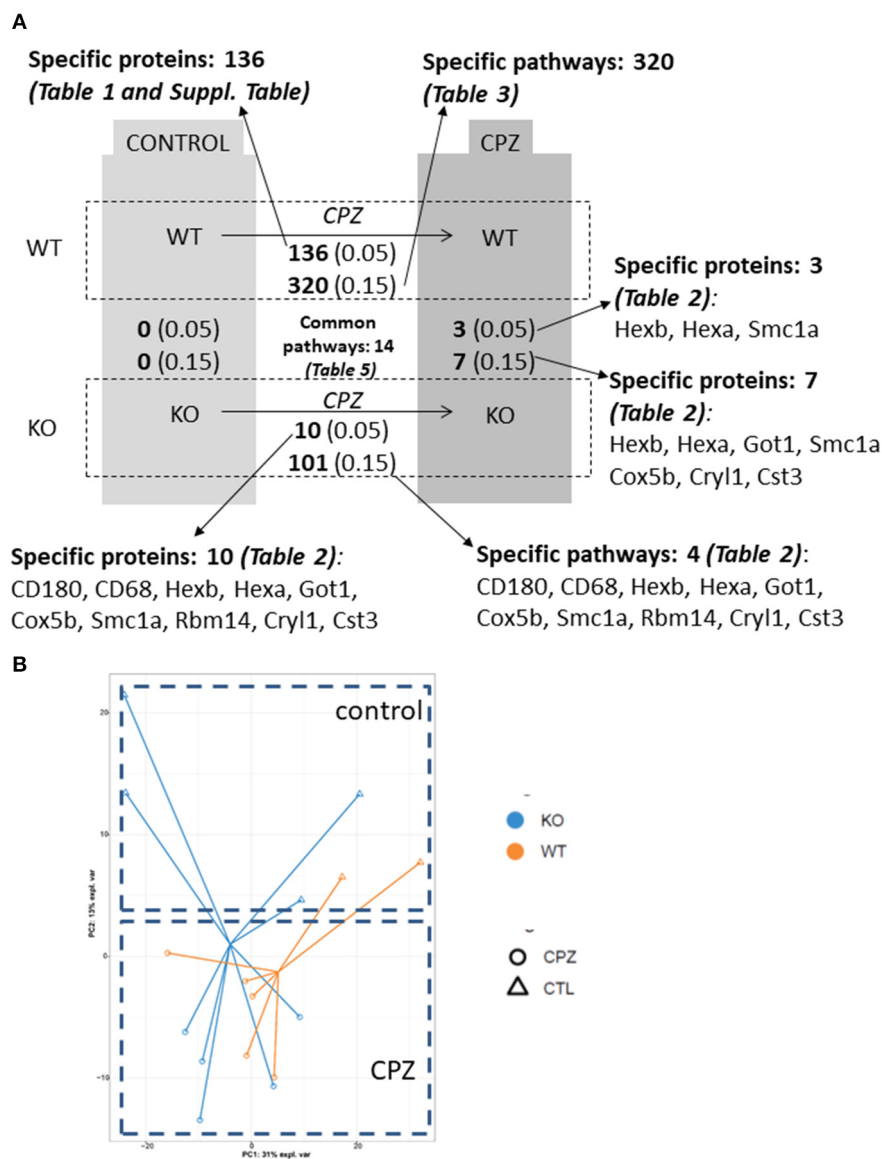 A
Specific proteins: 136
(Table 1 and Suppl. Table)
Specific pathways: 320
(Table 3)
CONTROL
CPZ
WT
WT
CPZ
WT
136 (0.05)
320 (0.15)
Specific proteins: 3
(Table 2):
Hexb, Hexa, Smc1a
0 (0.05)
0 (0.15)
Common
pathways: 14
(Table 5)
3 (0.05)
7 (0.15)
Specific proteins: 7
(Table 2):
Hexb, Hexa, Got1, Smc1a
Cox5b, Cryl1, Cst3
KO
KO
CPZ
KO
10 (0.05)
101 (0.15)
Specific proteins: 10 (Table 2):
CD180, CD68, Hexb, Hexa, Got1,
Cox5b, Smc1a, Rbm14, Cryl1, Cst3
Specific pathways: 4 (Table 2):
CD180, CD68, Hexb, Hexa, Got1,
Cox5b, Smc1a, Rbm14, Cryl1, Cst3
B
control
CPZ
20
10
0
−10
PC2: 13% expl. var
−20
0
20
PC1: 31% expl. var
KO
WT
CPZ
CTL